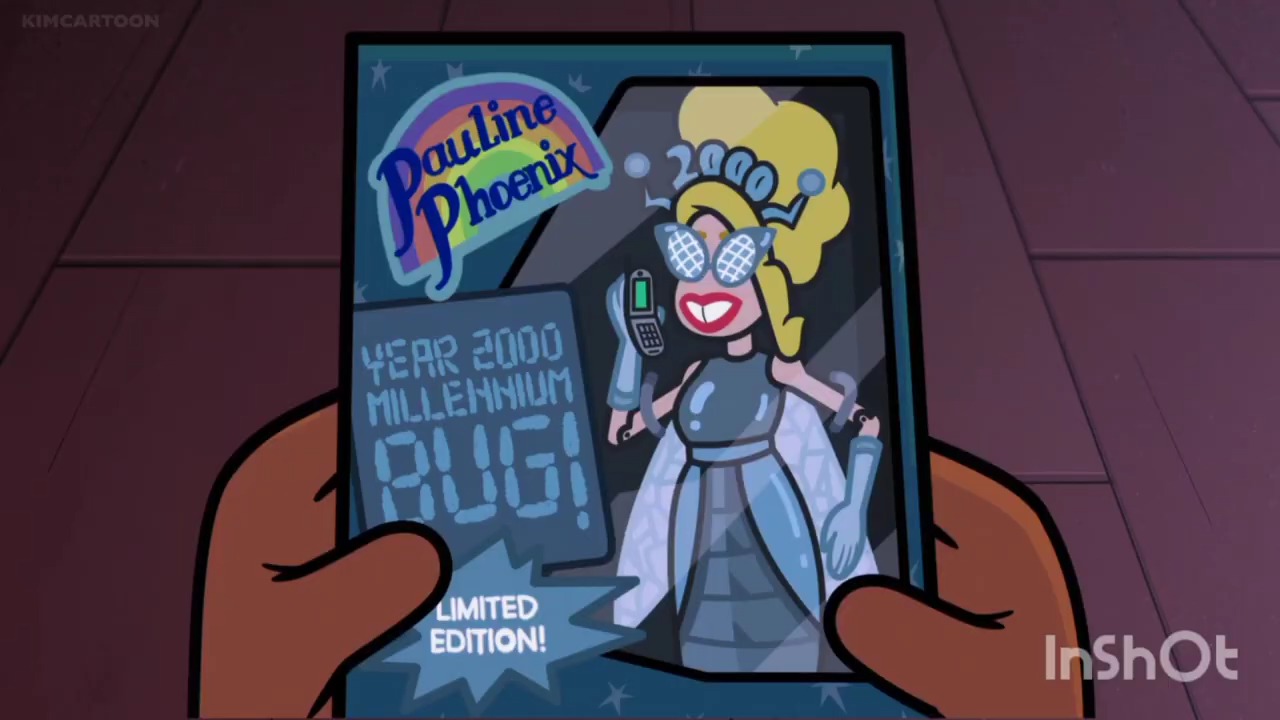 KIMCARTOON
Pauline
Phoenix
2000
YEAR 2000
MILLENNIUM
BUG!
LIMITED
EDITION!
InShOt